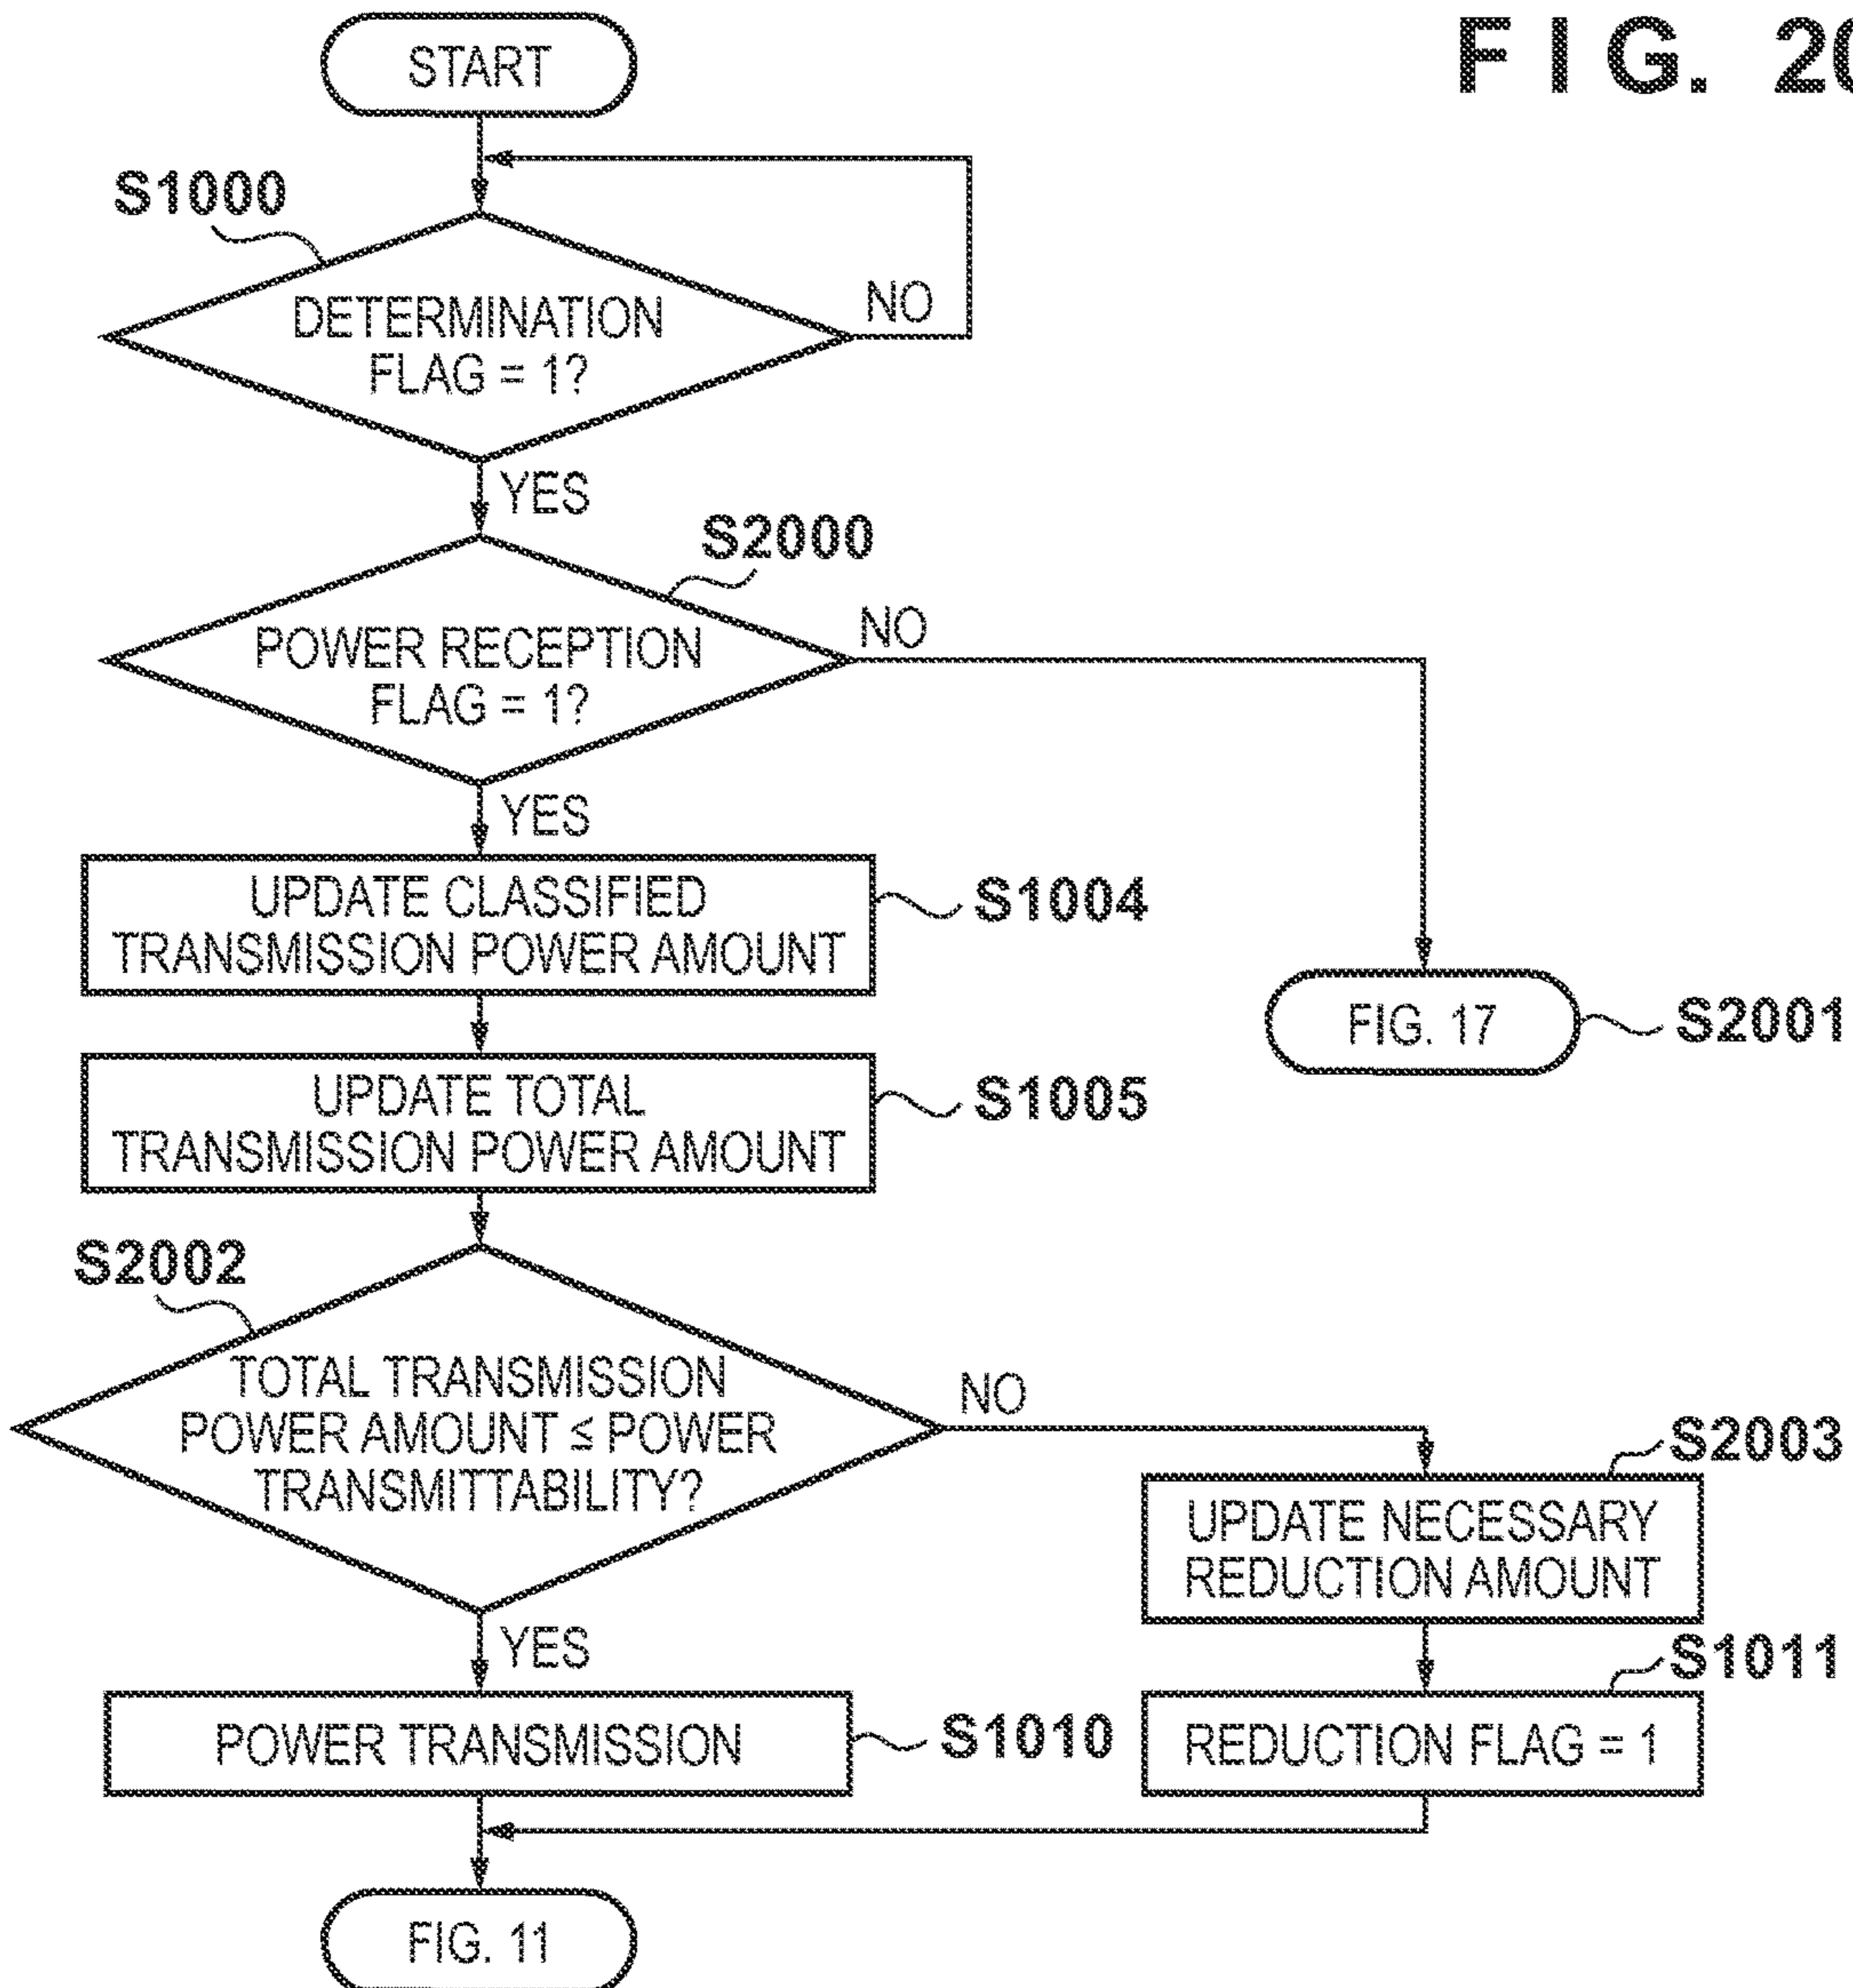 FIG. 20
START
S1000
DETERMINATION
FLAG = 1?
NO
YES
S2000
POWER RECEPTION
FLAG = 1?
NO
YES
UPDATE CLASSIFIED
TRANSMISSION POWER AMOUNT
S1004
FIG. 17
S2001
UPDATE TOTAL
TRANSMISSION POWER AMOUNT
S1005
S2002
TOTAL TRANSMISSION
POWER AMOUNT ≤ POWER
TRANSMITTABILITY?
NO
S2003
UPDATE NECESSARY
REDUCTION AMOUNT
YES
S1011
POWER TRANSMISSION
S1010
REDUCTION FLAG = 1
FIG. 11